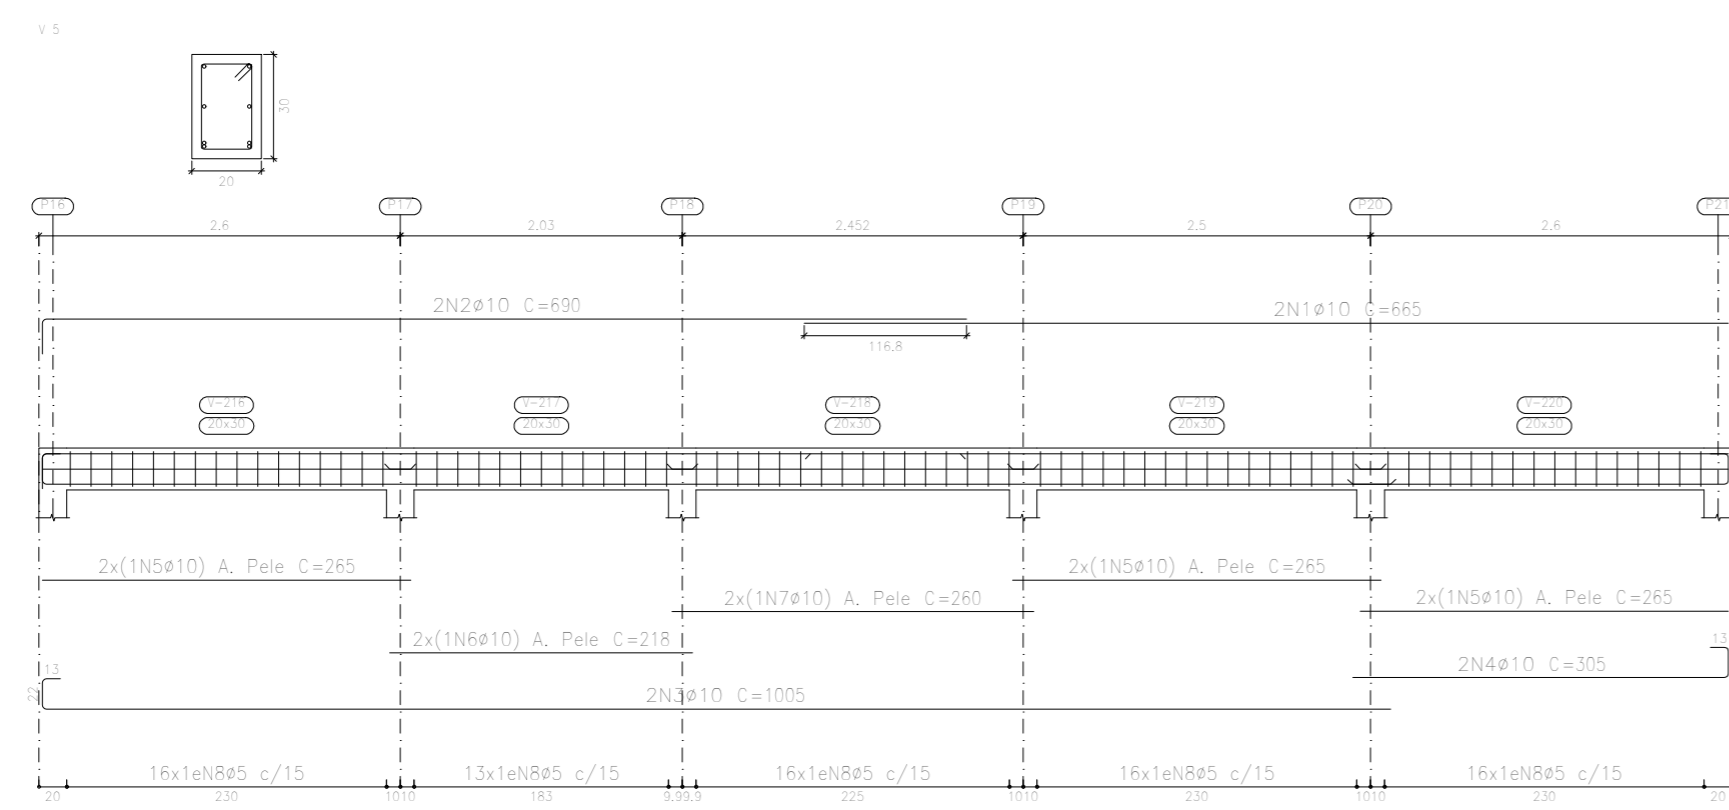 V 5
30
20
P16 P17 P18 P19 P20 P21
2.6 2.03 2.452 2.5 2.6
2N2ø10 C=690
2N1ø10 C=665
116.8
V-216 V-217 V-218 V-219 V-220
20x30 20x30 20x30 20x30 20x30
2x(1N5ø10) A. Pele C=265 2x(1N5ø10) A. Pele C=265
2x(1N7ø10) A. Pele C=260 2x(1N5ø10) A. Pele C=265
2x(1N6ø10) A. Pele C=218
13
13
2N4ø10 C=305
22
2N3ø10 C=1005
16x1eN8ø5 c/15 13x1eN8ø5 c/15 16x1eN8ø5 c/15 16x1eN8ø5 c/15 16x1eN8ø5 c/15
20 230 1010 183 9.99.9 225 1010 230 1010 230 20